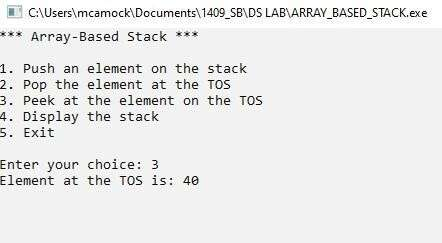 C:\Users\mcamock\Documents\1409_SB\DS LAB\ARRAY_BASED_STACK.exe
*** Array-Based Stack ***
1. Push an element on the stack
2. Pop the element at the TOS
3. Peek at the element on the TOS
4. Display the stack
5. Exit
Enter your choice: 3
Element at the TOS is: 40